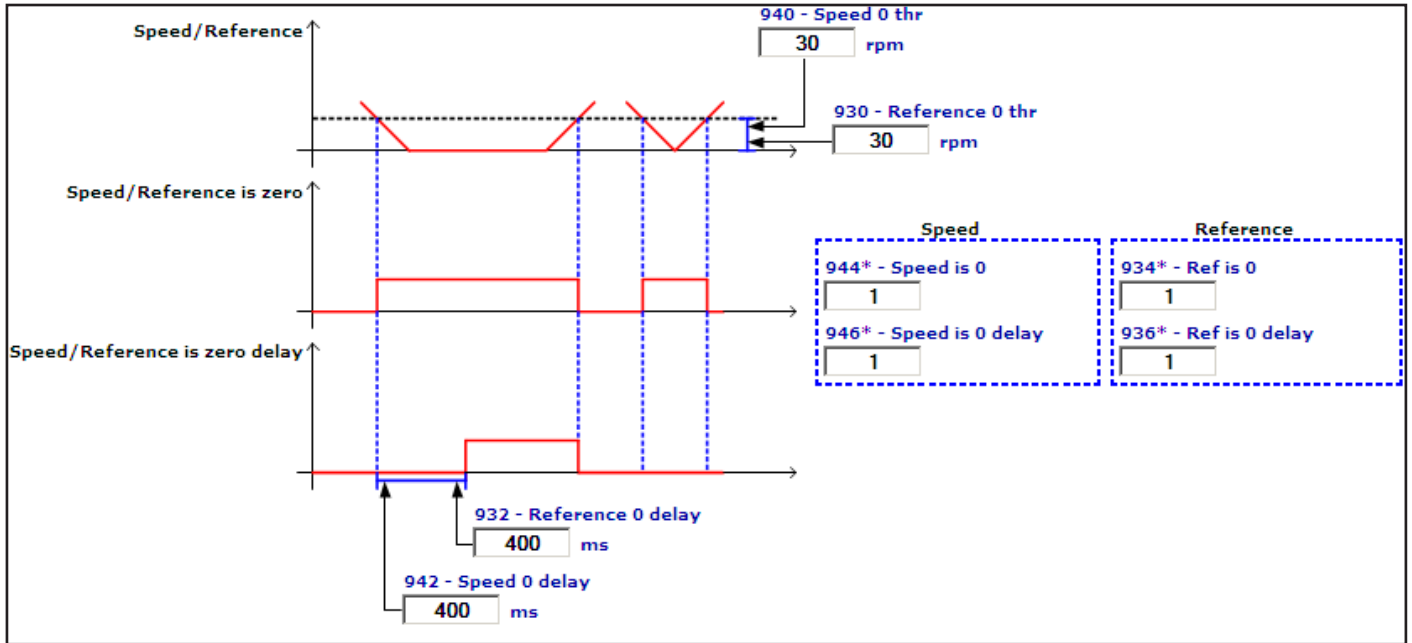 940 - Speed 0 thr
30 rpm
Speed/Reference
930 - Reference 0 thr
30 rpm
Speed/Reference is zero
Speed
Reference
944* - Speed is 0
1
934* - Ref is 0
1
946* - Speed is 0 delay
1
936* - Ref is 0 delay
1
Speed/Reference is zero delay
932 - Reference 0 delay
400 ms
942 - Speed 0 delay
400 ms